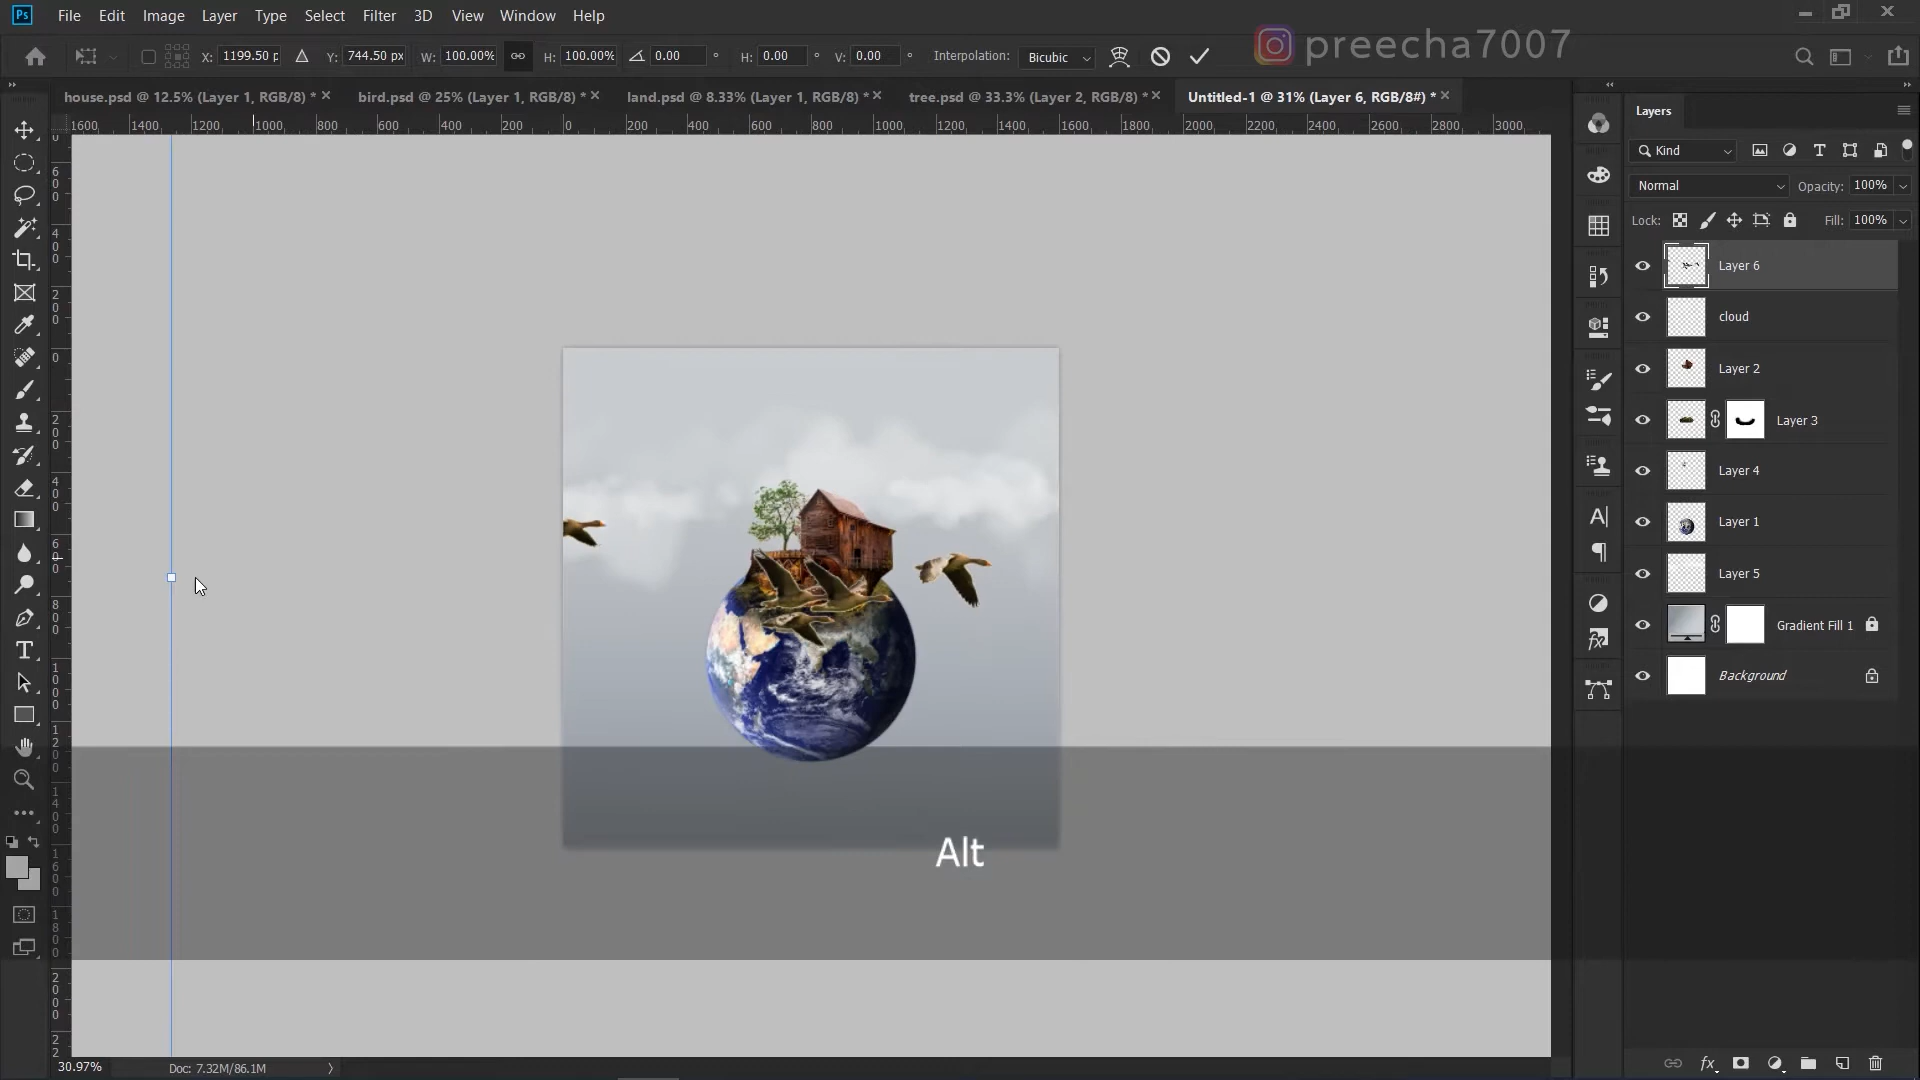 Ps File Edit Image Layer Type Select Filter 3D View Window Help
X: 1199.50 p Y: 744.50 px W: 100.00% H: 100.00% 0.00 ° H: 0.00 ° V: 0.00 ° Interpolation: Bicubic
preecha7007
house.psd @ 12.5% (Layer 1, RGB/8) * × bird.psd @ 25% (Layer 1, RGB/8) * × land.psd @ 8.33% (Layer 1, RGB/8) * × tree.psd @ 33.3% (Layer 2, RGB/8) * × Untitled-1 @ 31% (Layer 6, RGB/8#) * ×
1600 1400 1200 1000 800 600 400 200 0 200 400 600 800 1000 1200 1400 1600 1800 2000 2200 2400 2600 2800 3000
Layers
Kind
Normal Opacity: 100%
Lock: Fill: 100%
Layer 6
cloud
Layer 2
Layer 3
Layer 4
Layer 1
Layer 5
Gradient Fill 1
Background
Alt
30.97% Doc: 7.32M/86.1M